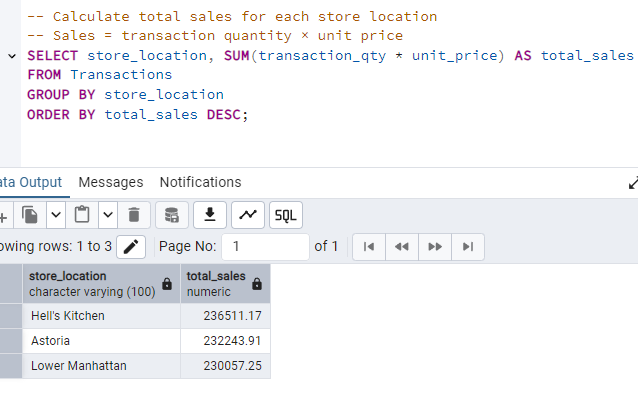 -- Calculate total sales for each store location
-- Sales = transaction quantity × unit price
SELECT store_location, SUM(transaction_qty * unit_price) AS total_sales
FROM Transactions
GROUP BY store_location
ORDER BY total_sales DESC;
ata Output Messages Notifications
SQL
owing rows: 1 to 3 Page No: 1 of 1
store_location total_sales
character varying (100) numeric
Hell's Kitchen 236511.17
Astoria 232243.91
Lower Manhattan 230057.25